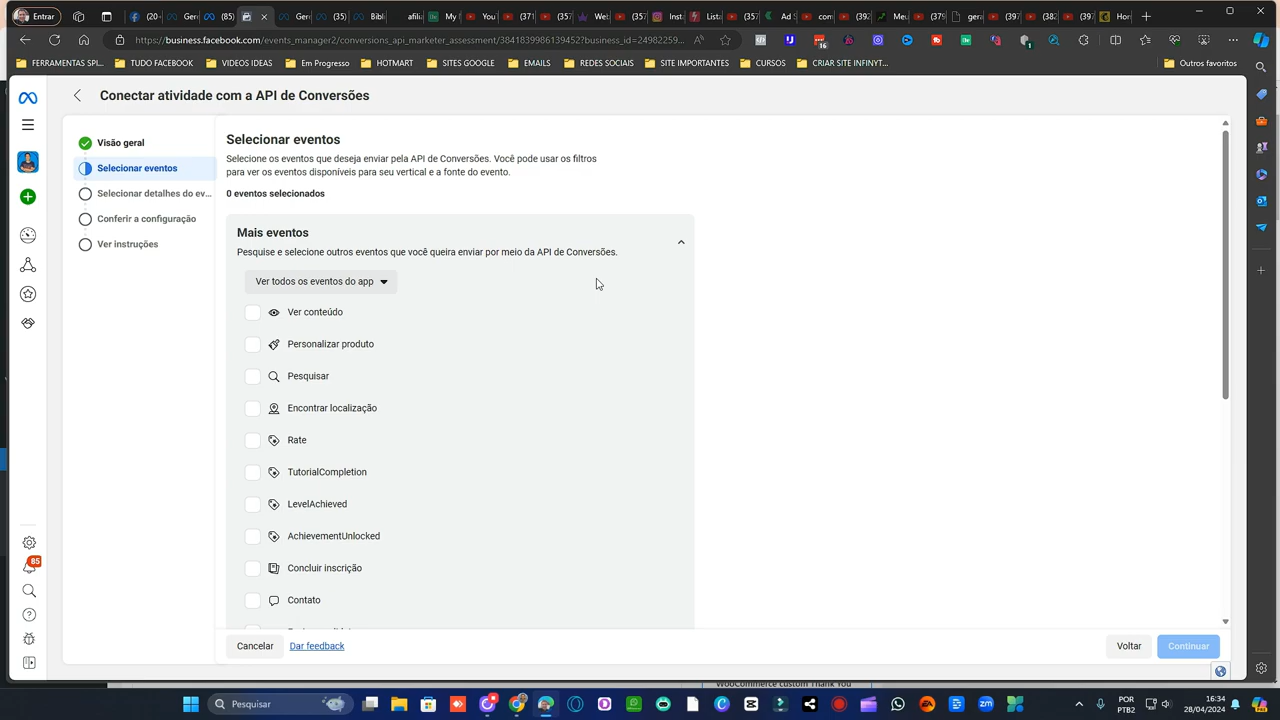 Entrar
https://business.facebook.com/events_manager2/conversions_api_marketer_assessment/384183998613945​2?business_id=24982259...
FERRAMENTAS SPI...
TUDO FACEBOOK
VIDEOS IDEAS
Em Progresso
HOTMART
SITES GOOGLE
EMAILS
REDES SOCIAIS
SITE IMPORTANTES
CURSOS
CRIAR SITE INFINYT...
Outros favoritos
Conectar atividade com a API de Conversões
Visão geral
Selecionar eventos
Selecionar detalhes do ev...
Conferir a configuração
Ver instruções
Selecionar eventos
Selecione os eventos que deseja enviar pela API de Conversões. Você pode usar os filtros
para ver os eventos disponíveis para seu vertical e a fonte do evento.
0 eventos selecionados
Mais eventos
Pesquise e selecione outros eventos que você queira enviar por meio da API de Conversões.
Ver todos os eventos do app
Ver conteúdo
Personalizar produto
Pesquisar
Encontrar localização
Rate
TutorialCompletion
LevelAchieved
AchievementUnlocked
Concluir inscrição
Contato
85
Cancelar
Dar feedback
Voltar
Continuar
WooCommerce custom Thank You
Pesquisar
POR
PTB2
16:34
28/04/2024